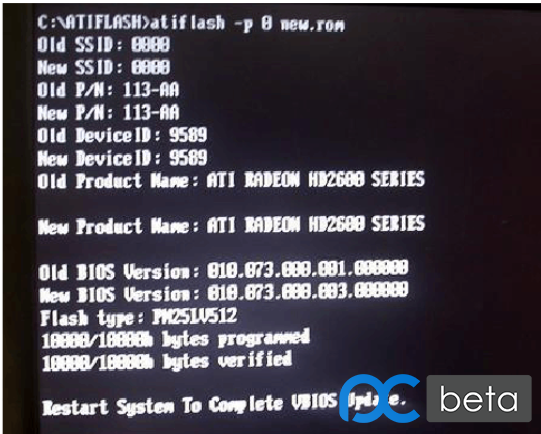 C:\ATIFLASH>atiflash -p 0 new.rom
Old SSID: 0000
New SSID: 0000
Old P/N: 113-AA
New P/N: 113-AA
Old DeviceID: 9589
New DeviceID: 9589
Old Product Name: ATI RADEON HD2600 SERIES
New Product Name: ATI RADEON HD2600 SERIES
Old BIOS Version: 010.073.000.001.000000
New BIOS Version: 010.073.000.003.000000
Flash type: PM25LV512
10000/10000h bytes programmed
10000/10000h bytes verified
Restart System To Complete VBIOS Update.
pc beta